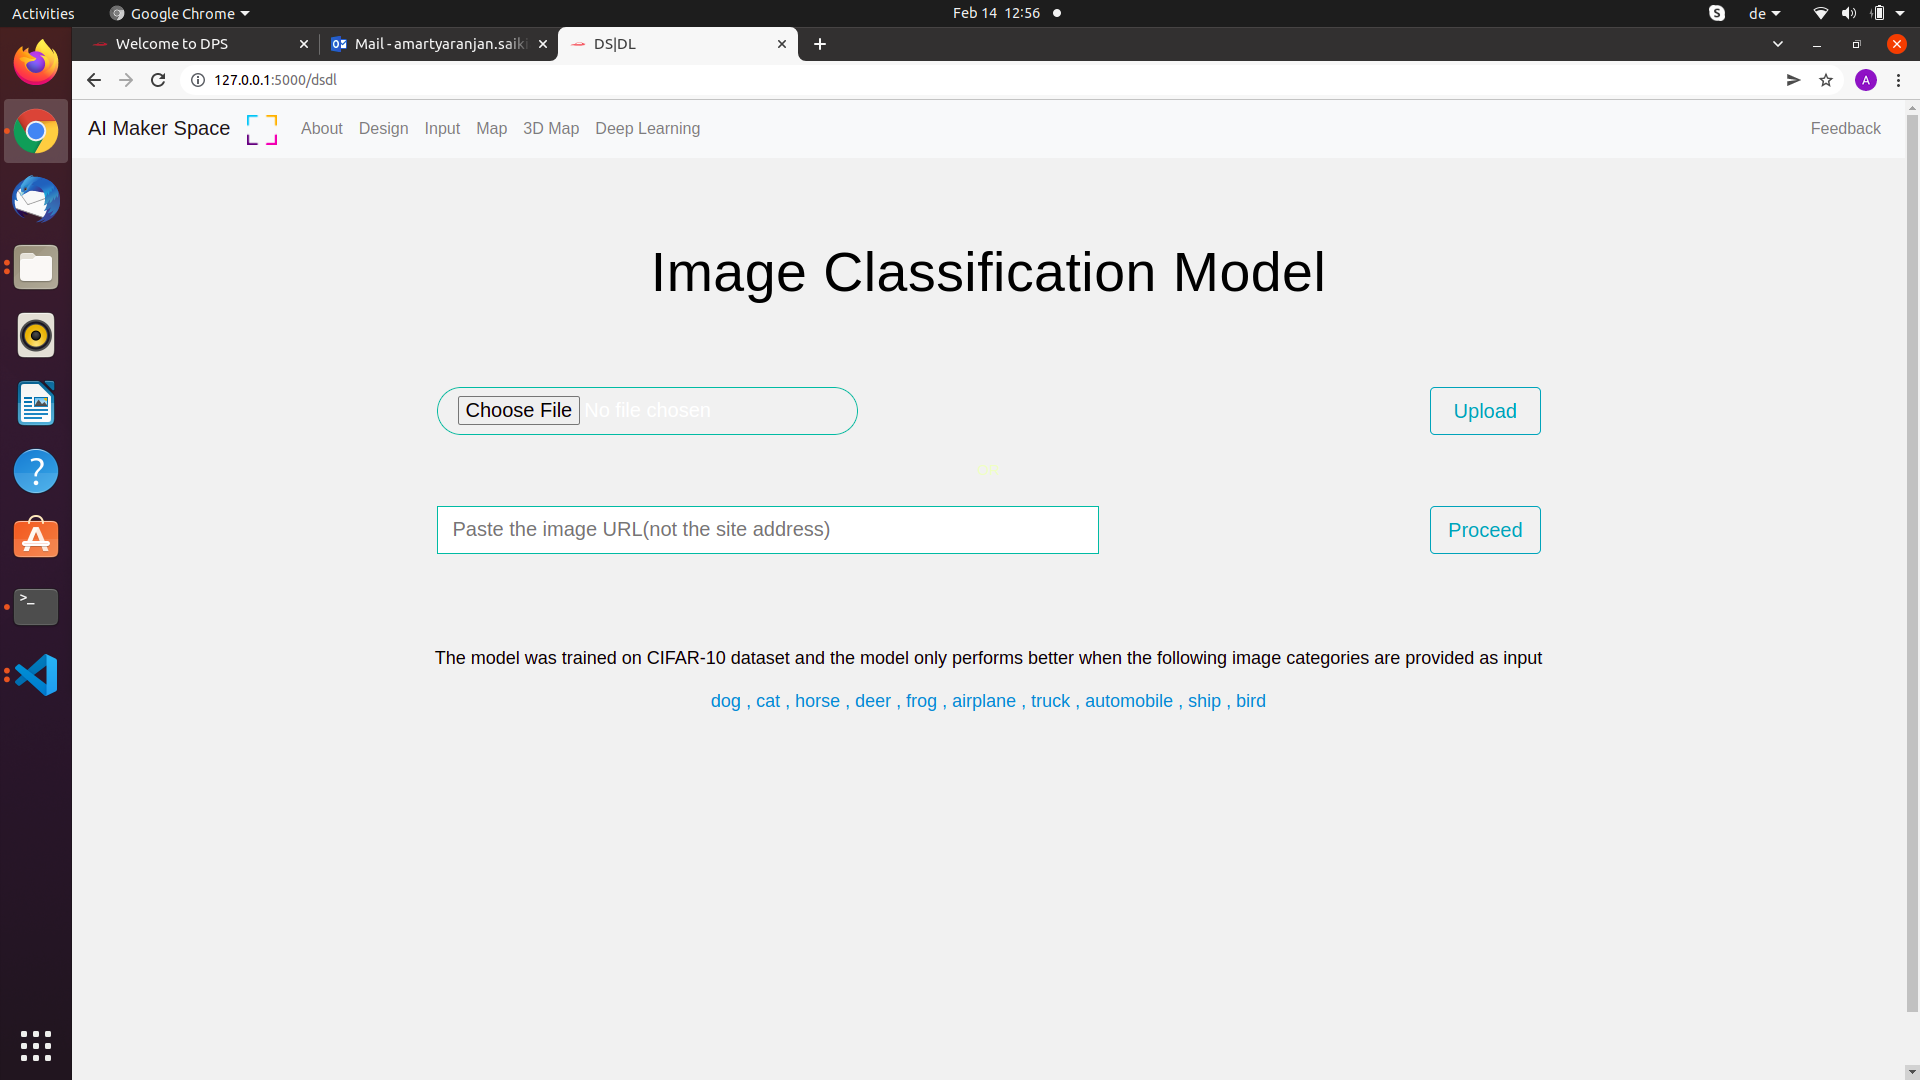 Activities Google Chrome Feb 14 12:56 de
Welcome to DPS Mail - amartyaranjan.saiki DS|DL
127.0.0.1:5000/dsdl A
AI Maker Space About Design Input Map 3D Map Deep Learning Feedback
Image Classification Model
Choose File No file chosen Upload
Paste the image URL(not the site address) Proceed
The model was trained on CIFAR-10 dataset and the model only performs better when the following image categories are provided as input
dog , cat , horse , deer , frog , airplane , truck , automobile , ship , bird